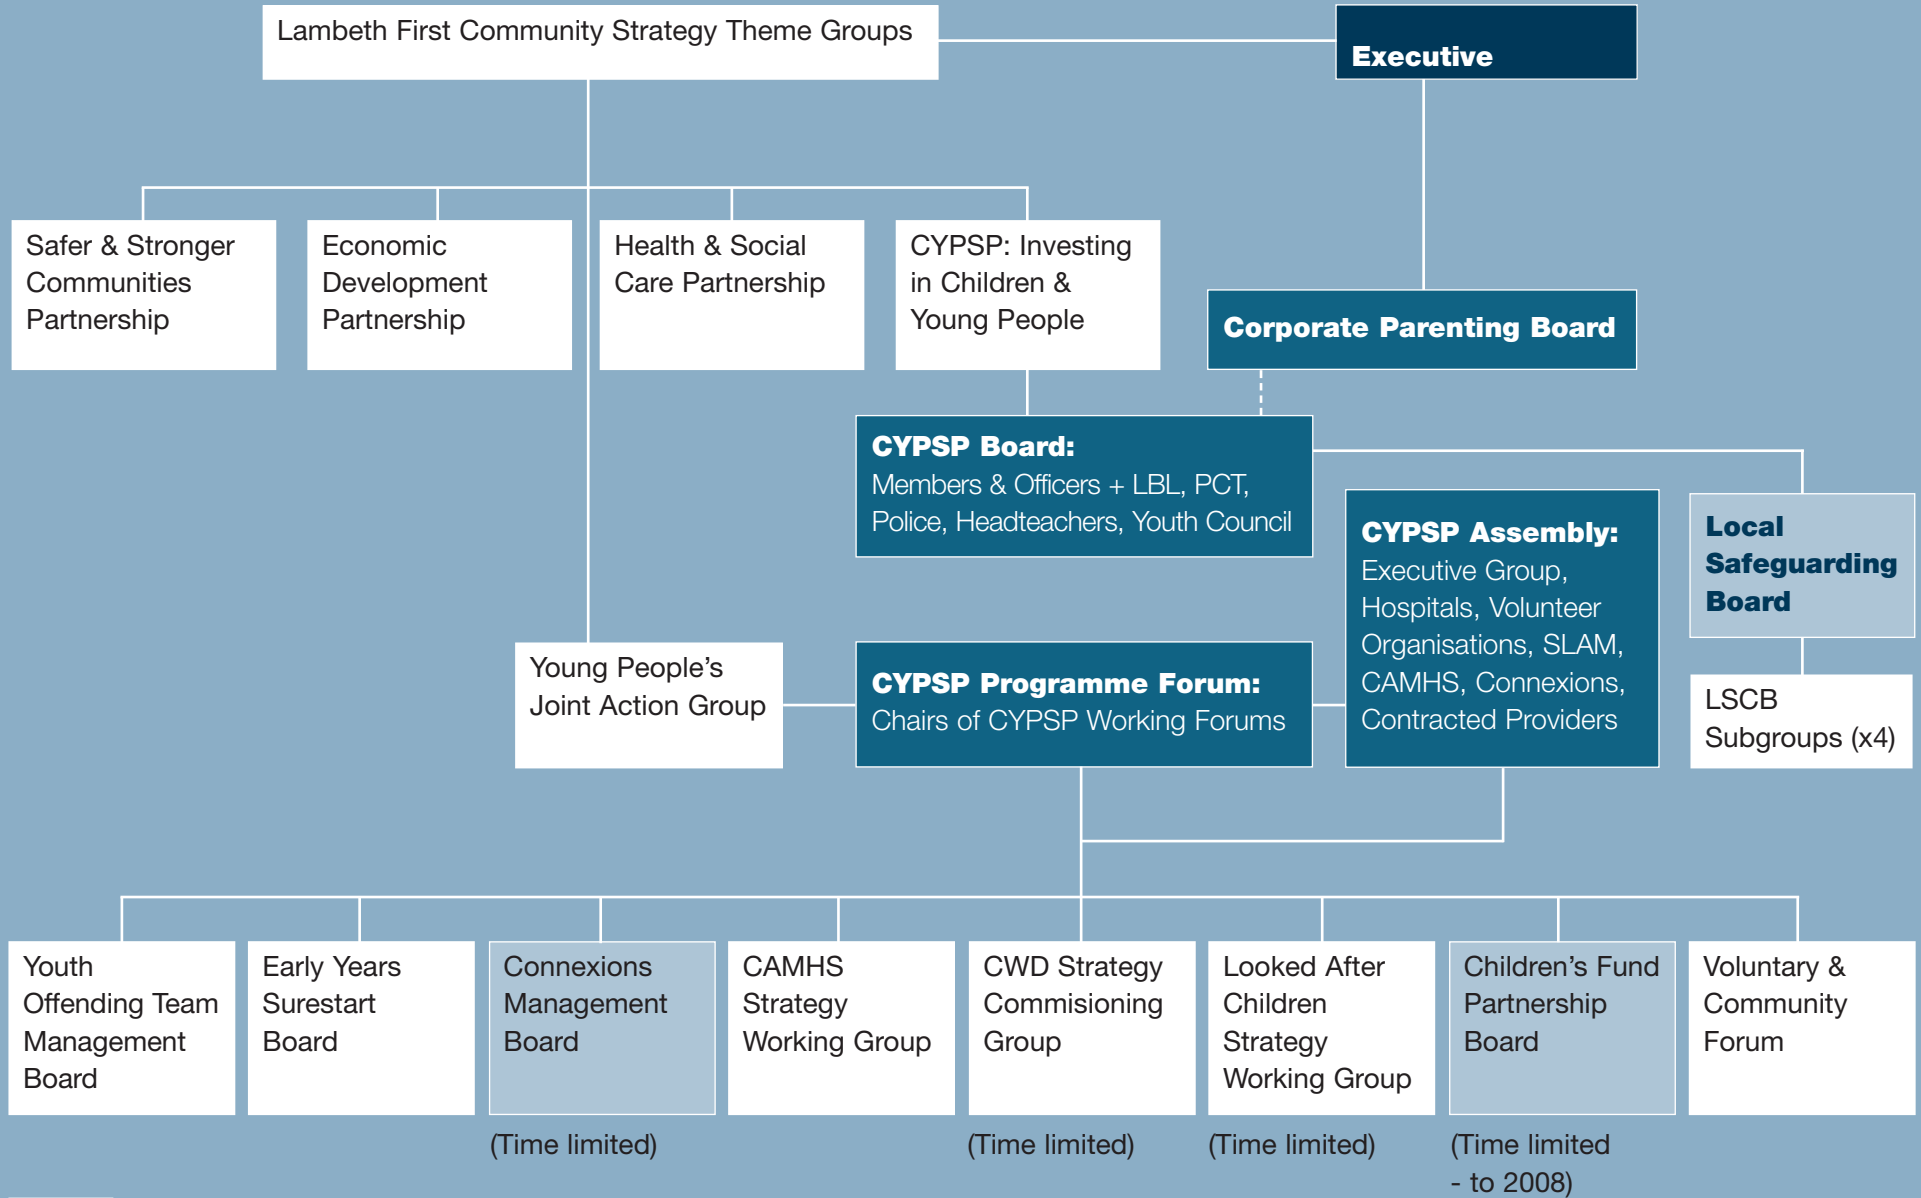 Lambeth First Community Strategy Theme Groups
Executive
Safer & Stronger
Communities
Partnership
Economic
Development
Partnership
Health & Social
Care Partnership
CYPSP: Investing
in Children &
Young People
Corporate Parenting Board
CYPSP Board:
Members & Officers + LBL, PCT,
Police, Headteachers, Youth Council
CYPSP Assembly:
Executive Group,
Hospitals, Volunteer
Organisations, SLAM,
CAMHS, Connexions,
Contracted Providers
Local
Safeguarding
Board
Young People’s
Joint Action Group
CYPSP Programme Forum:
Chairs of CYPSP Working Forums
LSCB
Subgroups (x4)
Youth
Offending Team
Management
Board
Early Years
Surestart
Board
Connexions
Management
Board
(Time limited)
CAMHS
Strategy
Working Group
CWD Strategy
Commisioning
Group
(Time limited)
Looked After
Children
Strategy
Working Group
(Time limited)
Children’s Fund
Partnership
Board
(Time limited
- to 2008)
Voluntary &
Community
Forum